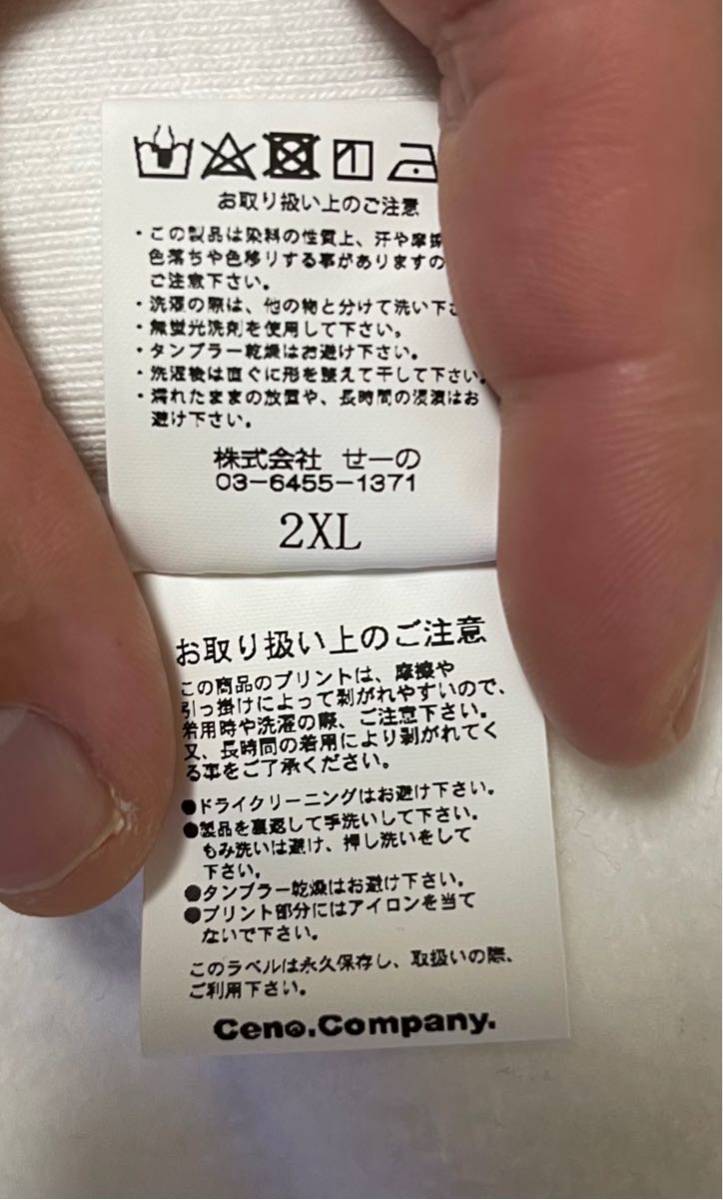 お取り扱い上のご注意
・この製品は染料の性質上、汗や摩擦
色落ちや色移りする事がありますの
ご注意下さい。
・洗濯の際は、他の物と分けて洗い下さ
・無蛍光洗剤を使用して下さい。
・タンブラー乾燥はお避け下さい。
・洗濯後は直ぐに形を整えて干して下さい。
・濡れたままの放置や、長時間の浸漬はお
避け下さい。
株式会社 せーの
03-6455-1371
2XL
お取り扱い上のご注意
この商品のプリントは、摩擦や
引っ掛けによって剥がれやすいので、
着用時や洗濯の際、ご注意下さい。
又、長時間の着用により剥がれてく
る事をご了承ください。
●ドライクリーニングはお避け下さい。
●製品を裏返して手洗いして下さい。
もみ洗いは避け、押し洗いをして
下さい。
●タンブラー乾燥はお避け下さい。
●プリント部分にはアイロンを当て
ないで下さい。
このラベルは永久保存し、取扱いの際、
ご利用下さい。
Ceno.Company.